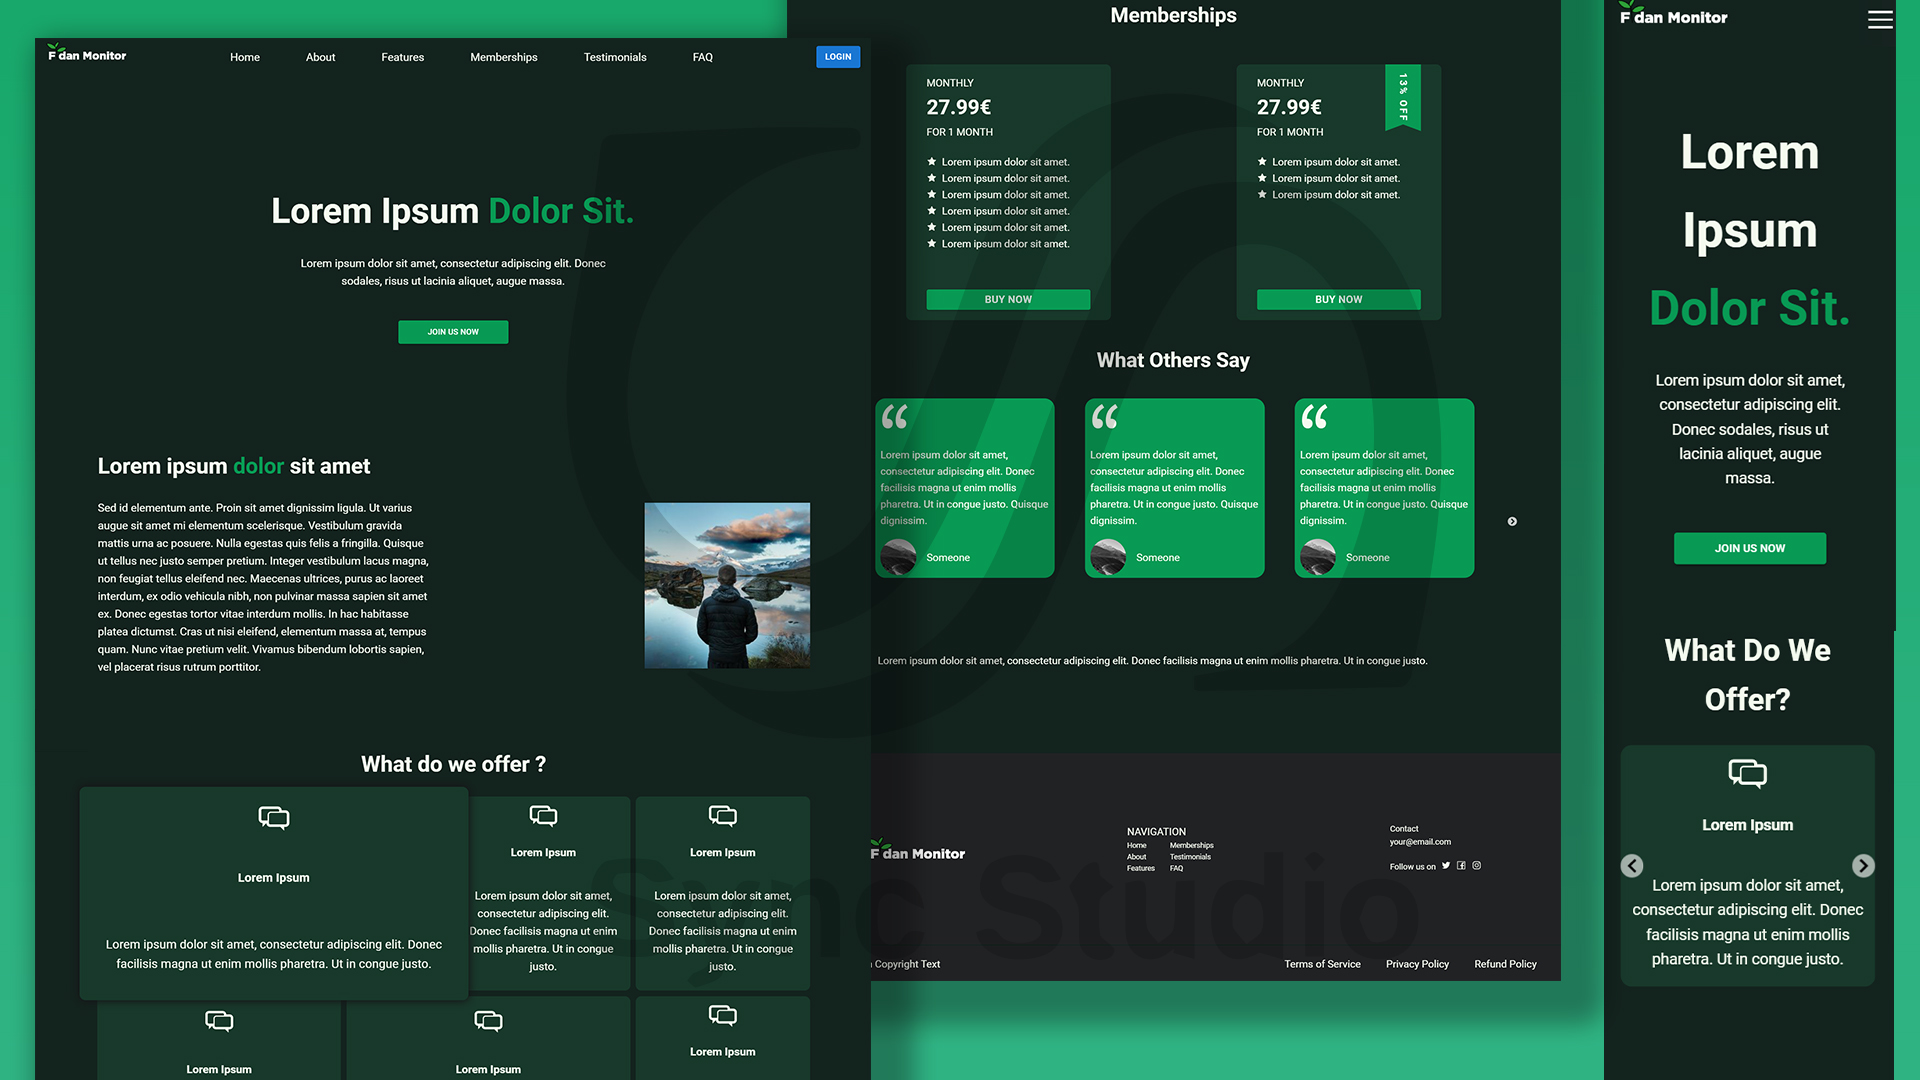 F dan Monitor
Home About Features Memberships Testimonials FAQ
LOGIN
Lorem Ipsum Dolor Sit.
Lorem ipsum dolor sit amet, consectetur adipiscing elit. Donec
sodales, risus ut lacinia aliquet, augue massa.
JOIN US NOW
Lorem ipsum dolor sit amet
Sed id elementum ante. Proin sit amet dignissim ligula. Ut varius
augue sit amet mi elementum scelerisque. Vestibulum gravida
mattis urna ac posuere. Nulla egestas quis felis a fringilla. Quisque
ut tellus nec justo semper pretium. Integer vestibulum lacus magna,
non feugiat tellus eleifend nec. Maecenas ultrices, purus ac laoreet
interdum, ex odio vehicula nibh, non pulvinar massa sapien sit amet
ex. Donec egestas tortor vitae interdum mollis. In hac habitasse
platea dictumst. Cras ut nisi eleifend, elementum massa at, tempus
quam. Nunc vitae pretium velit. Vivamus bibendum lobortis sapien,
vel placerat risus rutrum porttitor.
What do we offer ?
Lorem Ipsum
Lorem ipsum dolor sit amet, consectetur adipiscing elit. Donec
facilisis magna ut enim mollis pharetra. Ut in congue justo.
Lorem Ipsum
Lorem ipsum dolor sit amet,
consectetur adipiscing elit.
Donec facilisis magna ut enim
mollis pharetra. Ut in congue
justo.
Lorem Ipsum
Lorem ipsum dolor sit amet,
consectetur adipiscing elit.
Donec facilisis magna ut enim
mollis pharetra. Ut in congue
justo.
Lorem Ipsum
Lorem Ipsum
Lorem Ipsum
Memberships
MONTHLY
27.99€
FOR 1 MONTH
Lorem ipsum dolor sit amet.
Lorem ipsum dolor sit amet.
Lorem ipsum dolor sit amet.
Lorem ipsum dolor sit amet.
Lorem ipsum dolor sit amet.
Lorem ipsum dolor sit amet.
BUY NOW
MONTHLY
27.99€
FOR 1 MONTH
13% OFF
Lorem ipsum dolor sit amet.
Lorem ipsum dolor sit amet.
Lorem ipsum dolor sit amet.
BUY NOW
What Others Say
“
Lorem ipsum dolor sit amet,
consectetur adipiscing elit. Donec
facilisis magna ut enim mollis
pharetra. Ut in congue justo. Quisque
dignissim.
Someone
“
Lorem ipsum dolor sit amet,
consectetur adipiscing elit. Donec
facilisis magna ut enim mollis
pharetra. Ut in congue justo. Quisque
dignissim.
Someone
“
Lorem ipsum dolor sit amet,
consectetur adipiscing elit. Donec
facilisis magna ut enim mollis
pharetra. Ut in congue justo. Quisque
dignissim.
Someone
Lorem ipsum dolor sit amet, consectetur adipiscing elit. Donec facilisis magna ut enim mollis pharetra. Ut in congue justo.
F dan Monitor
NAVIGATION
Home Memberships
About Testimonials
Features FAQ
Contact
your@email.com
Follow us on
Copyright Text
Terms of Service Privacy Policy Refund Policy
Sync Studio
F dan Monitor
Lorem
Ipsum
Dolor Sit.
Lorem ipsum dolor sit amet,
consectetur adipiscing elit.
Donec sodales, risus ut
lacinia aliquet, augue
massa.
JOIN US NOW
What Do We
Offer?
Lorem Ipsum
Lorem ipsum dolor sit amet,
consectetur adipiscing elit. Donec
facilisis magna ut enim mollis
pharetra. Ut in congue justo.